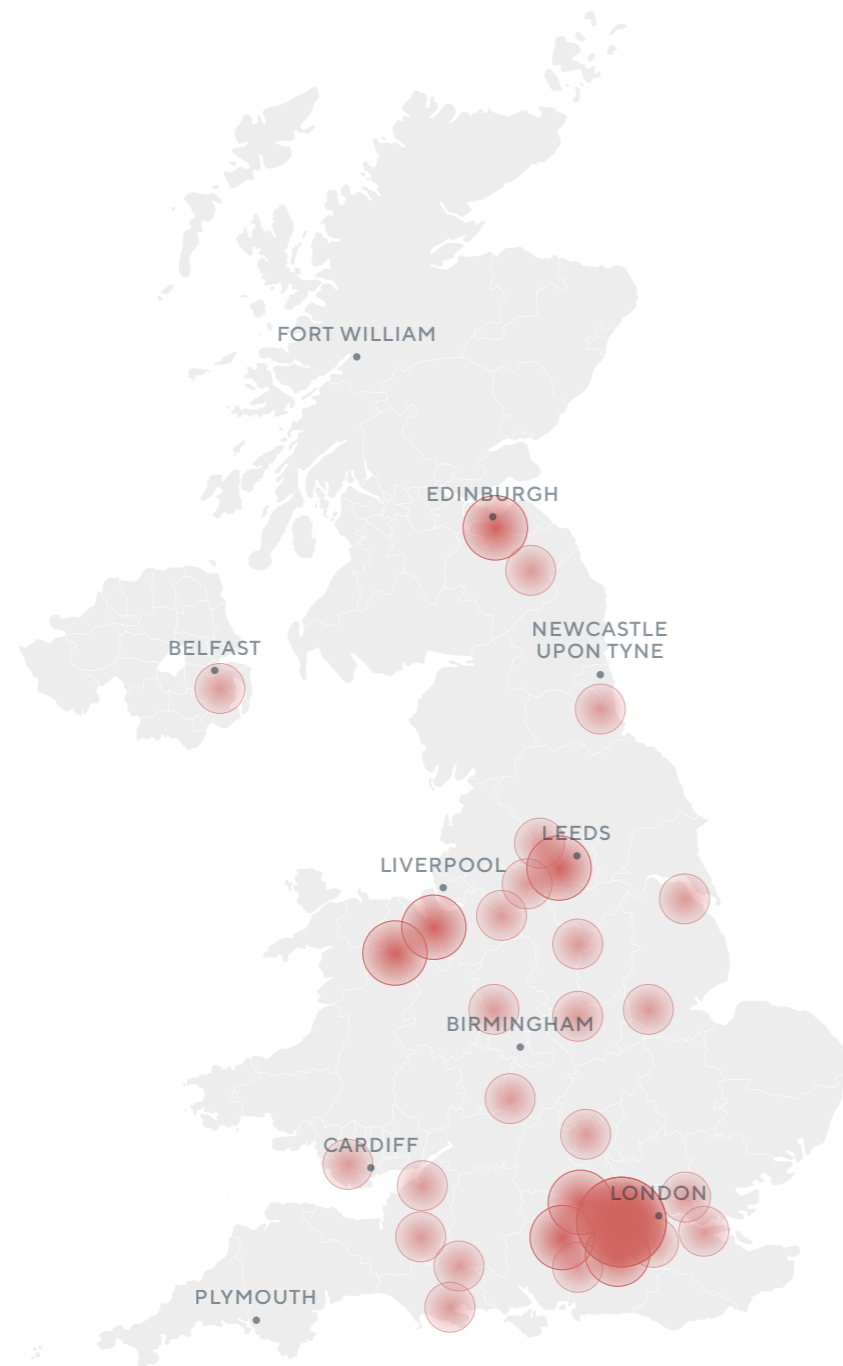 FORT WILLIAM
EDINBURGH
NEWCASTLE
UPON TYNE
BELFAST
LEEDS
LIVERPOOL
BIRMINGHAM
CARDIFF
LONDON
PLYMOUTH